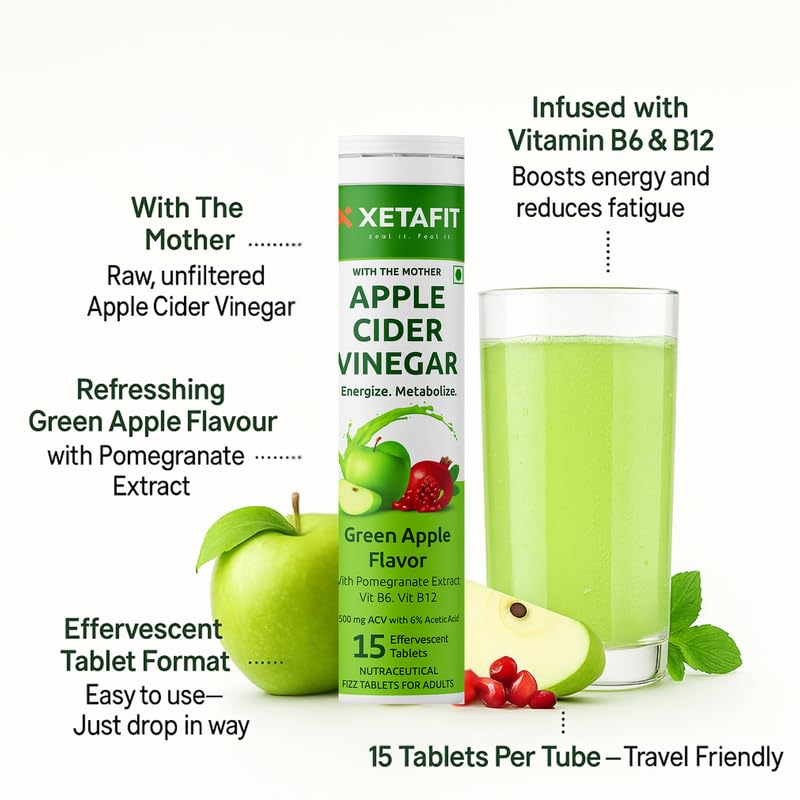 Infused with
Vitamin B6 & B12
Boosts energy and
reduces fatigue
With The
Mother
Raw, unfiltered
Apple Cider Vinegar
Refresshing
Green Apple Flavour
with Pomegranate
Extract
Effervescent
Tablet Format
Easy to use—
Just drop in way
XETAFIT
zeal it. Feel it.
WITH THE MOTHER
APPLE
CIDER
VINEGAR
Energize. Metabolize.
Green Apple
Flavor
With Pomegranate Extract
Vit B6. Vit B12
500 mg ACV with 6% Acetic Acid
15 Effervescent
Tablets
NUTRACEUTICAL
FIZZ TABLETS FOR ADULTS
15 Tablets Per Tube – Travel Friendly